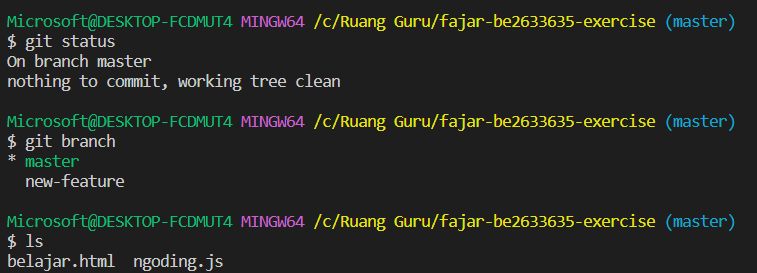 Microsoft@DESKTOP-FCDMUT4 MINGW64 /c/Ruang Guru/fajar-be2633635-exercise (master)
$ git status
On branch master
nothing to commit, working tree clean
Microsoft@DESKTOP-FCDMUT4 MINGW64 /c/Ruang Guru/fajar-be2633635-exercise (master)
$ git branch
* master
  new-feature
Microsoft@DESKTOP-FCDMUT4 MINGW64 /c/Ruang Guru/fajar-be2633635-exercise (master)
$ ls
belajar.html  ngoding.js